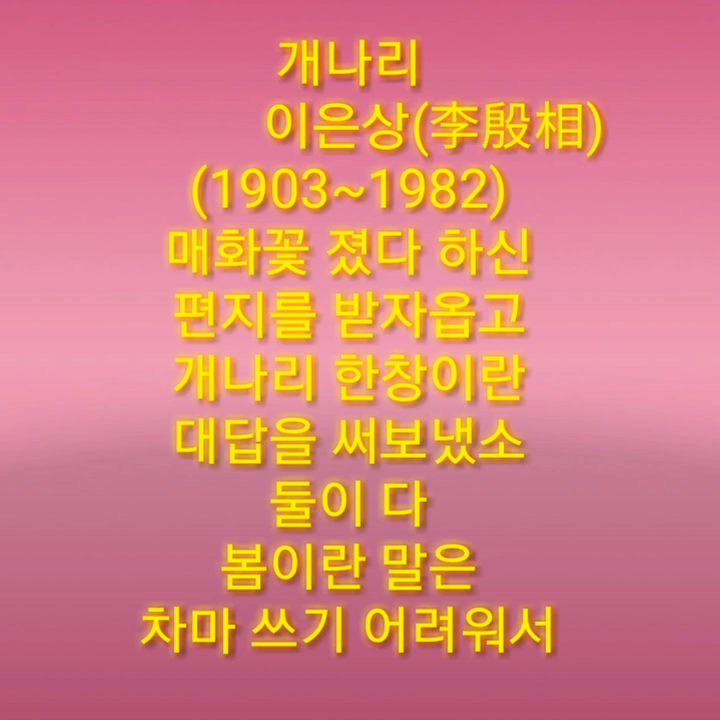 개나리
이은상(李殷相)
(1903~1982)
매화꽃 졌다 하신
편지를 받자옵고
개나리 한창이란
대답을 써보냈소
둘이 다
봄이란 말은
차마 쓰기 어려워서